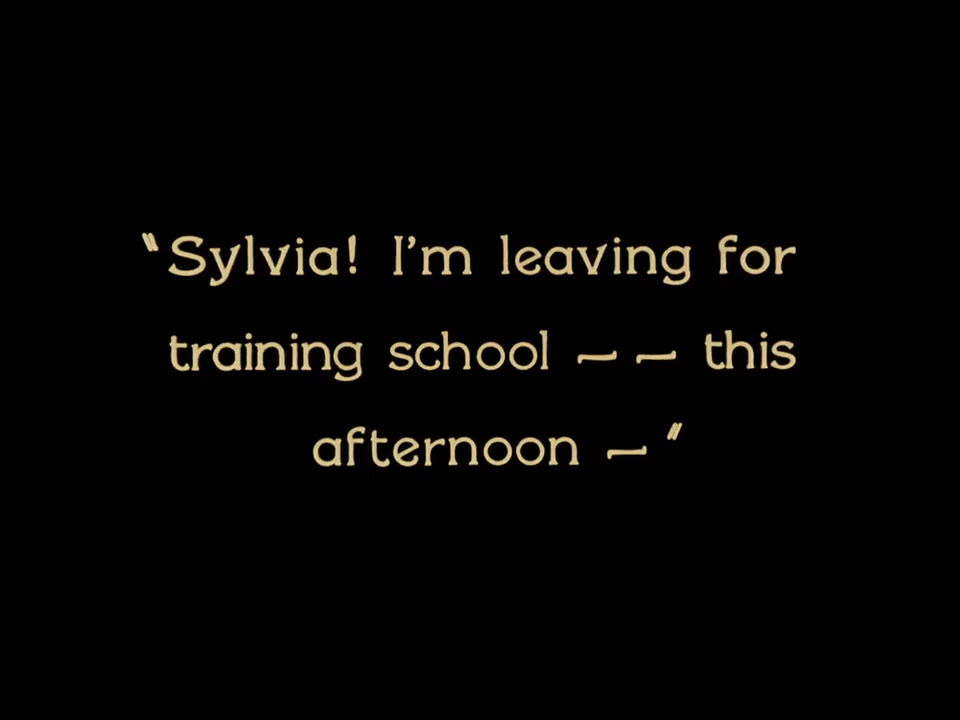 "Sylvia! I'm leaving for
training school — — this
afternoon — "